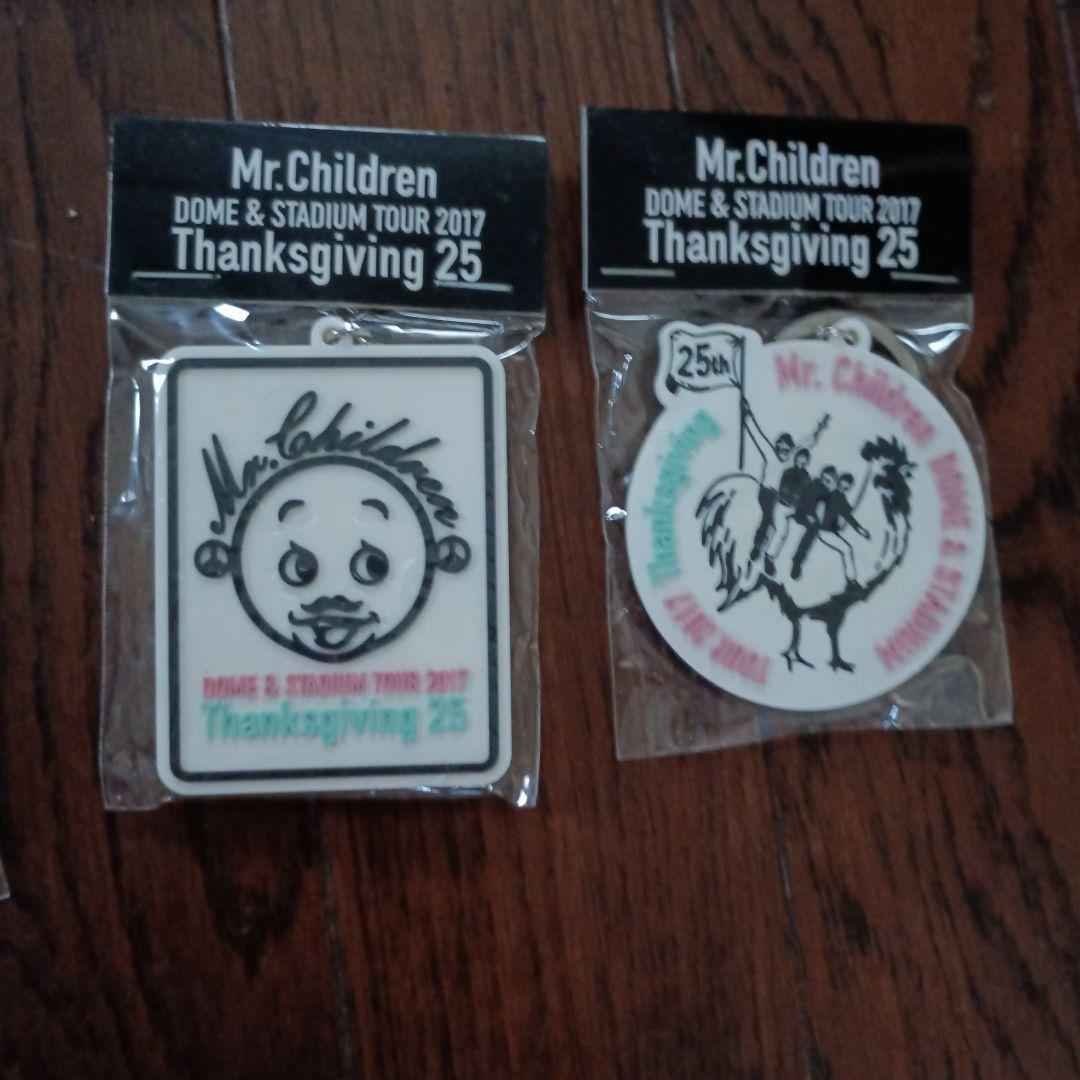 Mr.Children
DOME & STADIUM TOUR 2017
Thanksgiving 25
Mr. Children
DOME & STADIUM TOUR 2017
Thanksgiving 25
Mr.Children
DOME & STADIUM TOUR 2017
Thanksgiving 25
25th
Mr. Children DOME & STADIUM
TOUR 2017 Thanksgiving